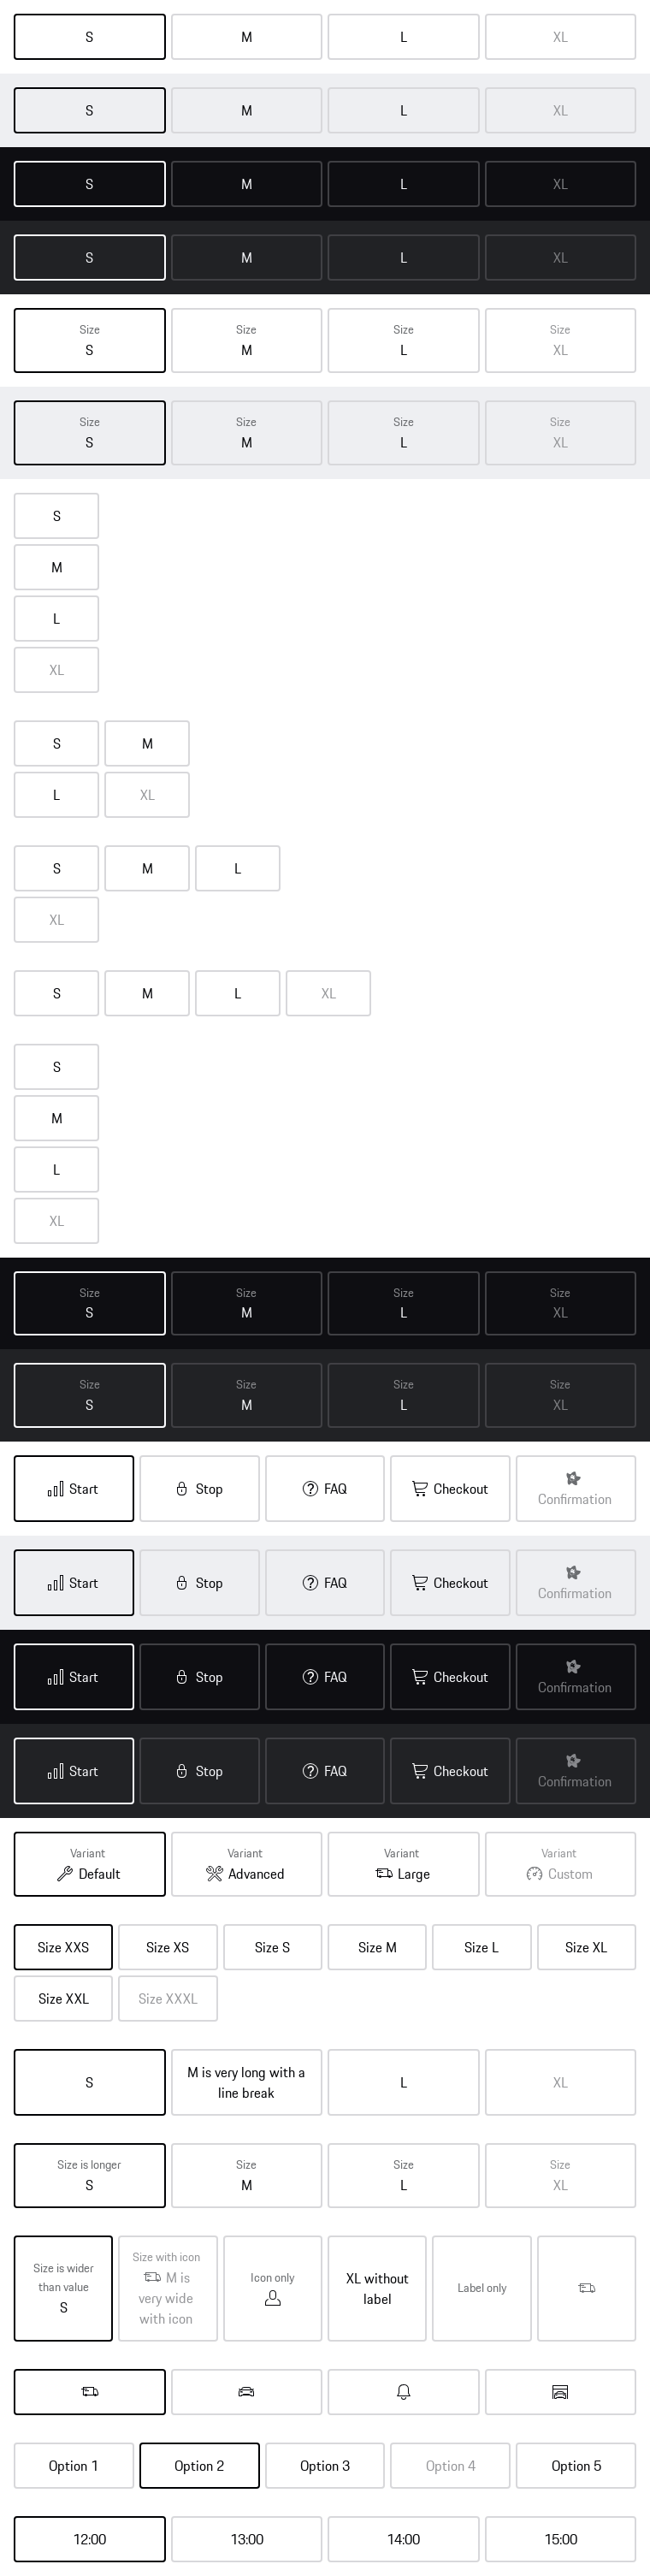 S M L XL
S M L XL
S M L XL
S M L XL
Size Size Size Size
S M L XL
Size Size Size Size
S M L XL
S
M
L
XL
S M
L XL
S M L
XL
S M L XL
S
M
L
XL
Size Size Size Size
S M L XL
Size Size Size Size
S M L XL
Start Stop FAQ Checkout Confirmation
Start Stop FAQ Checkout Confirmation
Start Stop FAQ Checkout Confirmation
Start Stop FAQ Checkout Confirmation
Variant Variant Variant Variant
Default Advanced Large Custom
Size XXS Size XS Size S Size M Size L Size XL
Size XXL Size XXXL
S
M is very long with a
line break
L
XL
Size is longer Size Size Size
S M L XL
Size is wider
than value
S
Size with icon
M is
very wide
with icon
Icon only
XL without
label
Label only
Option 1 Option 2 Option 3 Option 4 Option 5
12:00 13:00 14:00 15:00